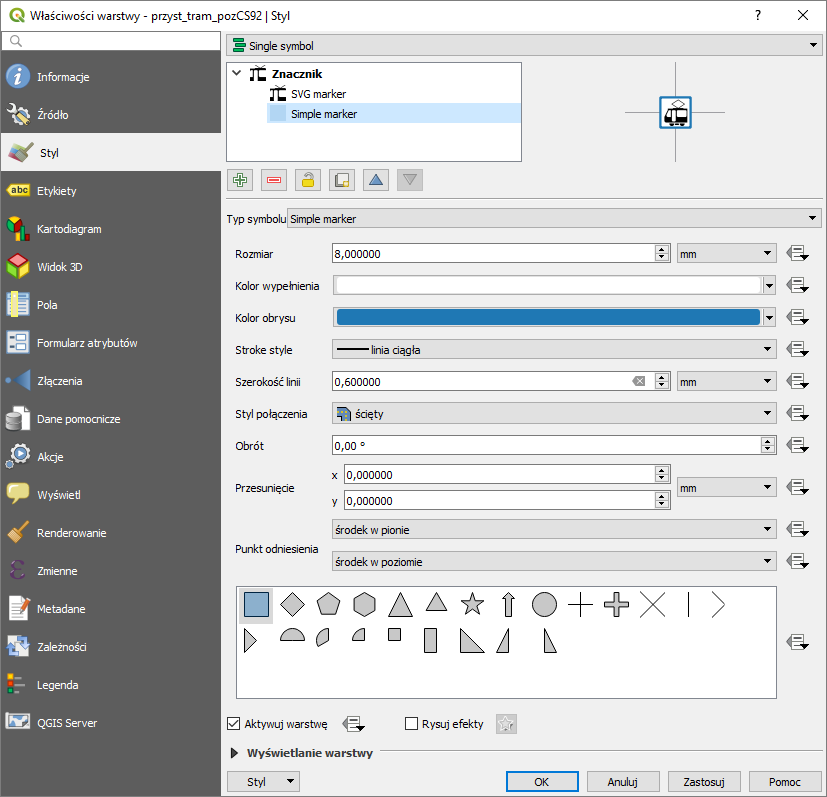 Właściwości warstwy - przyst_tram_pozCS92 | Styl
Informacje
Źródło
Styl
abc Etykiety
Kartodiagram
Widok 3D
Pola
Formularz atrybutów
Złączenia
Dane pomocnicze
Akcje
Wyświetl
Renderowanie
Zmienne
Metadane
Zależności
Legenda
QGIS Server
Single symbol
Znacznik
SVG marker
Simple marker
Typ symbolu Simple marker
Rozmiar 8,000000 mm
Kolor wypełnienia
Kolor obrysu
Stroke style linia ciągła
Szerokość linii 0,600000 mm
Styl połączenia ścięty
Obrót 0,00 °
Przesunięcie x 0,000000 mm
y 0,000000
Punkt odniesienia środek w pionie
środek w poziomie
Aktywuj warstwę Rysuj efekty
Wyświetlanie warstwy
Styl OK Anuluj Zastosuj Pomoc